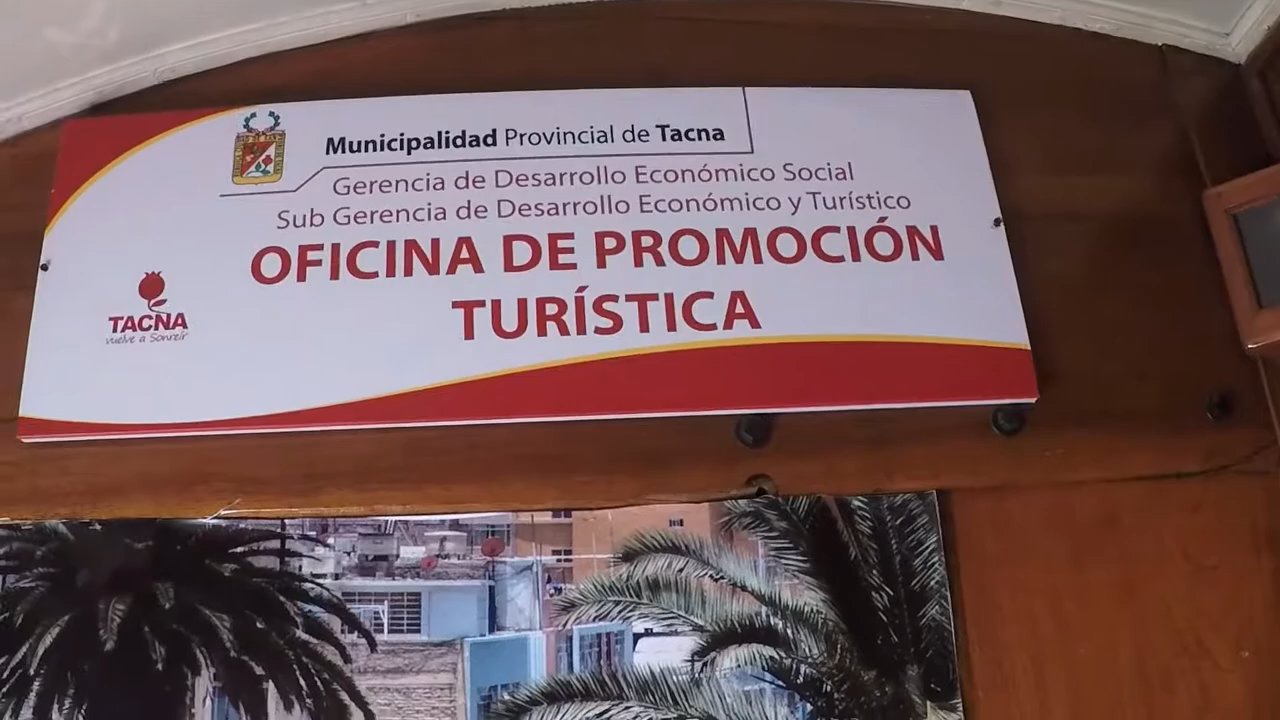 Municipalidad Provincial de Tacna
Gerencia de Desarrollo Económico Social
Sub Gerencia de Desarrollo Económico y Turístico
OFICINA DE PROMOCIÓN
TURÍSTICA
TACNA
vuelve a Sonreír